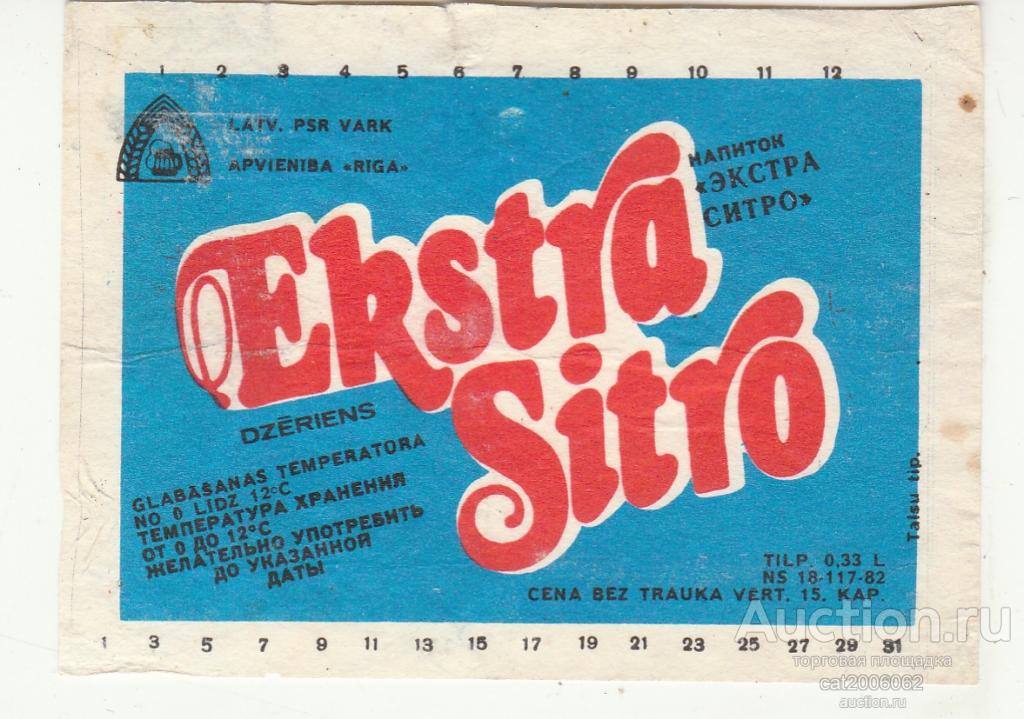 1 2 3 4 5 6 7 8 9 10 11 12
LATV. PSR VARK
APVIENIBA «RIGA»
НАПИТОК
«ЭКСТРА
СИТРО»
Ekstra
Sitro
DZĒRIENS
GLABĀŠANAS TEMPERATORA
NO 0 LĪDZ 12°C
ТЕМПЕРАТУРА ХРАНЕНИЯ
ОТ 0 ДО 12°C
ЖЕЛАТЕЛЬНО УПОТРЕБИТЬ
ДО УКАЗАННОЙ
ДАТЫ
Talsu tip.
TILP. 0,33 L
NS 18-117-82
CENA BEZ TRAUKA VĒRT. 15. KAP.
1 3 5 7 9 11 13 15 17 19 21 23 25 27 29 31
Auction.ru
торговая площадка
cat2006062
auction.ru